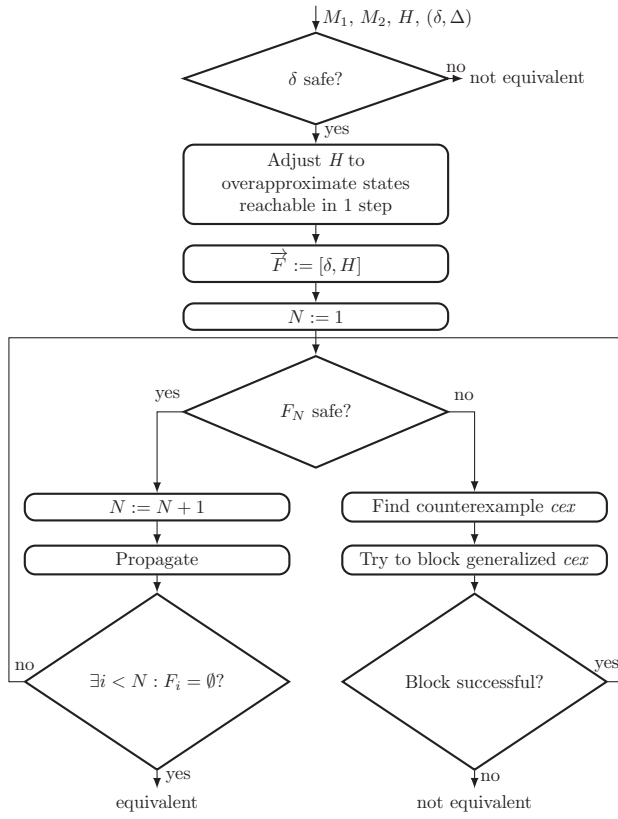 M₁, M₂, H, (δ, Δ)
δ safe?
no
not equivalent
yes
Adjust H to
overapproximate states
reachable in 1 step
F⃗ := [δ, H]
N := 1
yes
F_N safe?
no
N := N + 1
Find counterexample cex
Propagate
Try to block generalized cex
no
∃i < N : F_i = ∅?
Block successful?
yes
yes
no
equivalent
not equivalent